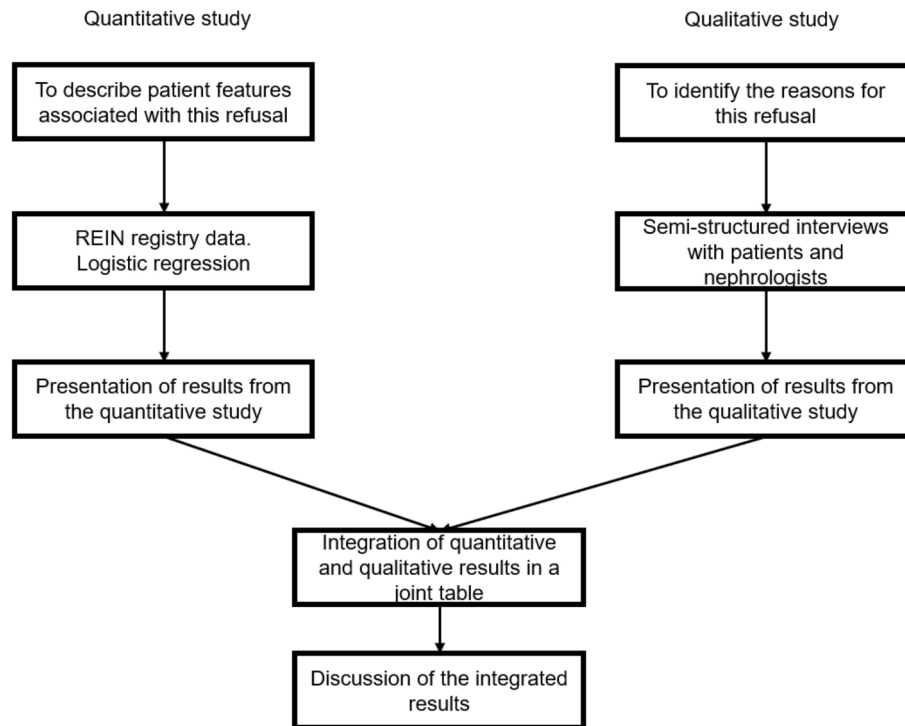 Quantitative study
Qualitative study
To describe patient features
associated with this refusal
To identify the reasons for
this refusal
REIN registry data.
Logistic regression
Semi-structured interviews
with patients and
nephrologists
Presentation of results from
the quantitative study
Presentation of results from
the qualitative study
Integration of quantitative
and qualitative results in a
joint table
Discussion of the integrated
results